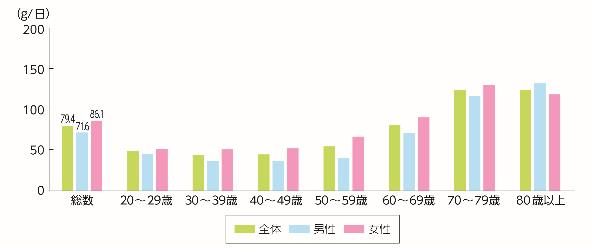 (g/日)
200
150
100
50
0
79.4
71.6
86.1
総数
20～29歳
30～39歳
40～49歳
50～59歳
60～69歳
70～79歳
80歳以上
全体
男性
女性